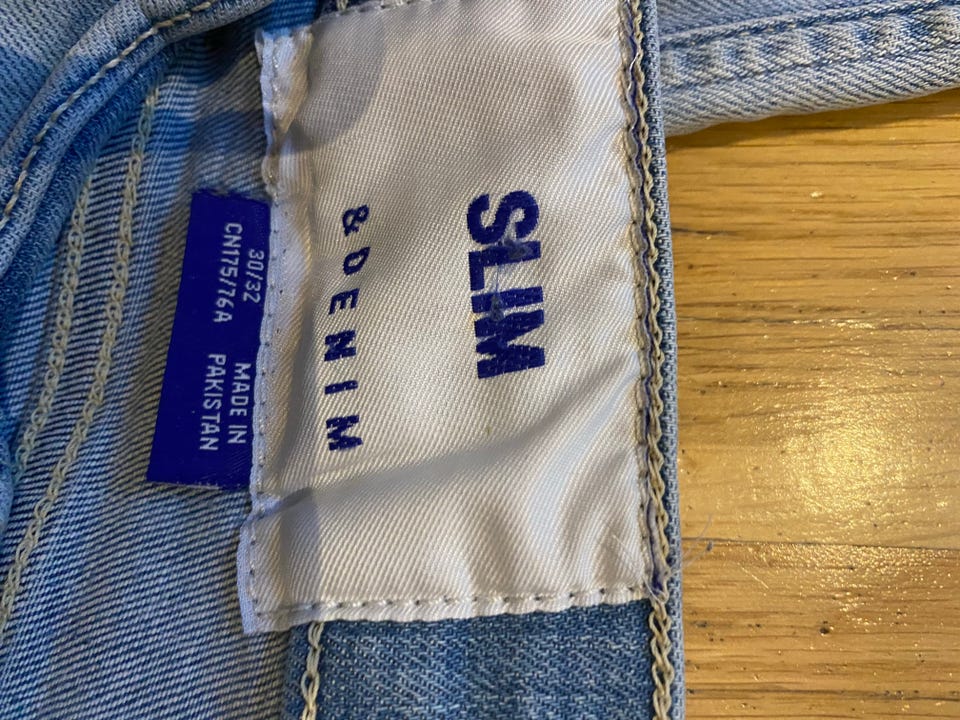 SLIM
&DENIM
30/32
CN175/76A
MADE IN
PAKISTAN